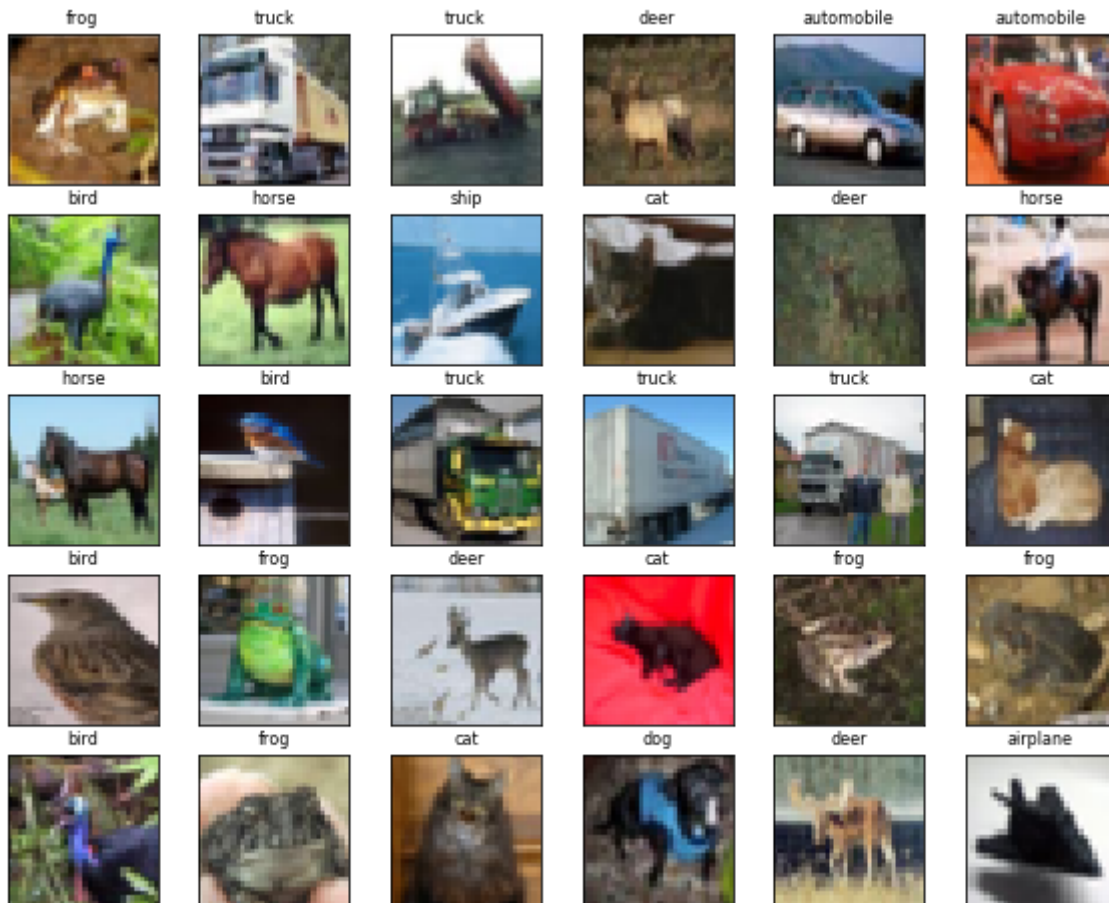 frog truck truck deer automobile automobile
bird horse ship cat deer horse
horse bird truck truck truck cat
bird frog deer cat frog frog
bird frog cat dog deer airplane